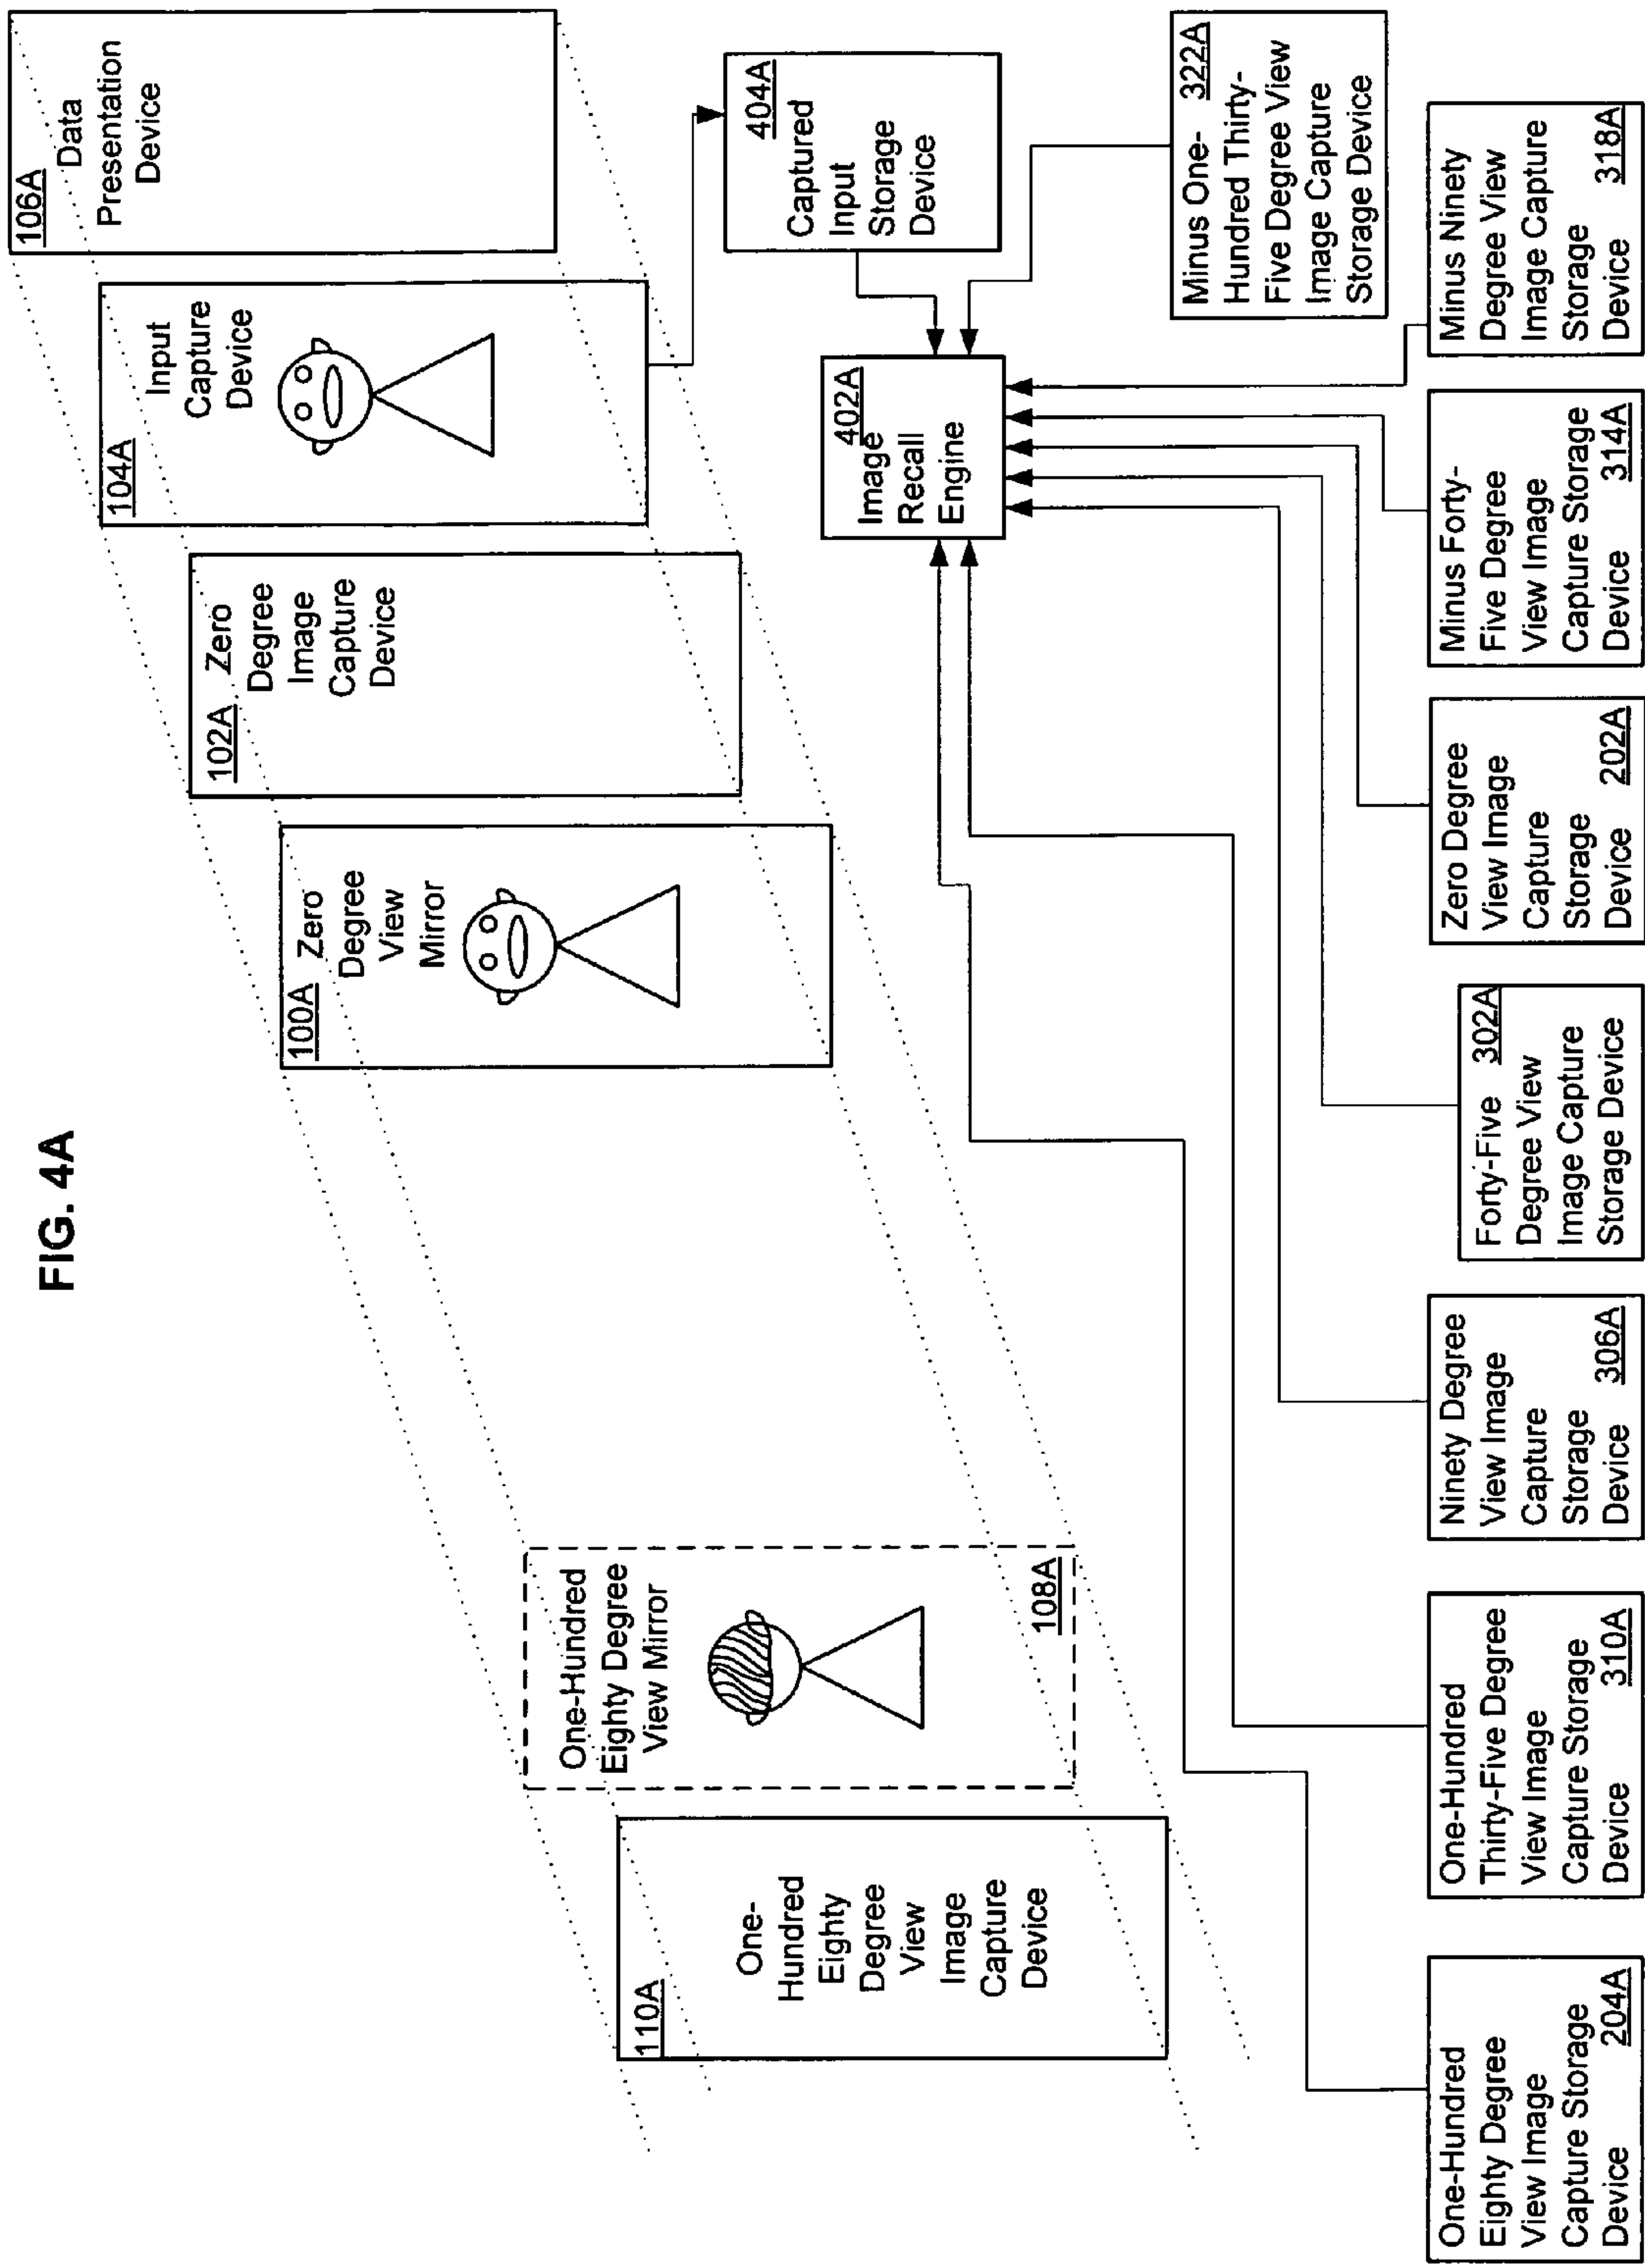 FIG. 4A
106A
Data
Presentation
Device
104A
Input
Capture
Device
102A Zero
Degree
Image
Capture
Device
100A Zero
Degree
View
Mirror
One-Hundred
Eighty Degree
View Mirror
108A
110A
One-
Hundred
Eighty
Degree
View
Image
Capture
Device
404A
Captured
Input
Storage
Device
402A
Image
Recall
Engine
Minus One- 322A
Hundred Thirty-
Five Degree View
Image Capture
Storage Device
One-Hundred
Eighty Degree
View Image
Capture Storage
Device 204A
One-Hundred
Thirty-Five Degree
View Image
Capture Storage
Device 310A
Ninety Degree
View Image
Capture
Storage
Device 306A
Forty-Five 302A
Degree View
Image Capture
Storage Device
Zero Degree
View Image
Capture
Storage
Device 202A
Minus Forty-
Five Degree
View Image
Capture Storage
Device 314A
Minus Ninety
Degree View
Image Capture
Storage
Device 318A